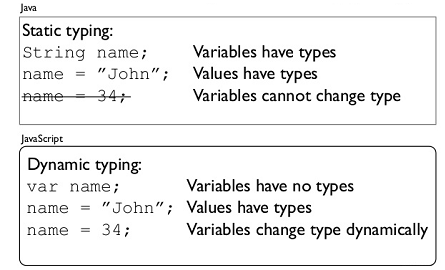 Java
Static typing:
String name; Variables have types
name = ”John”; Values have types
name = 34; Variables cannot change type
JavaScript
Dynamic typing:
var name; Variables have no types
name = ”John”; Values have types
name = 34; Variables change type dynamically